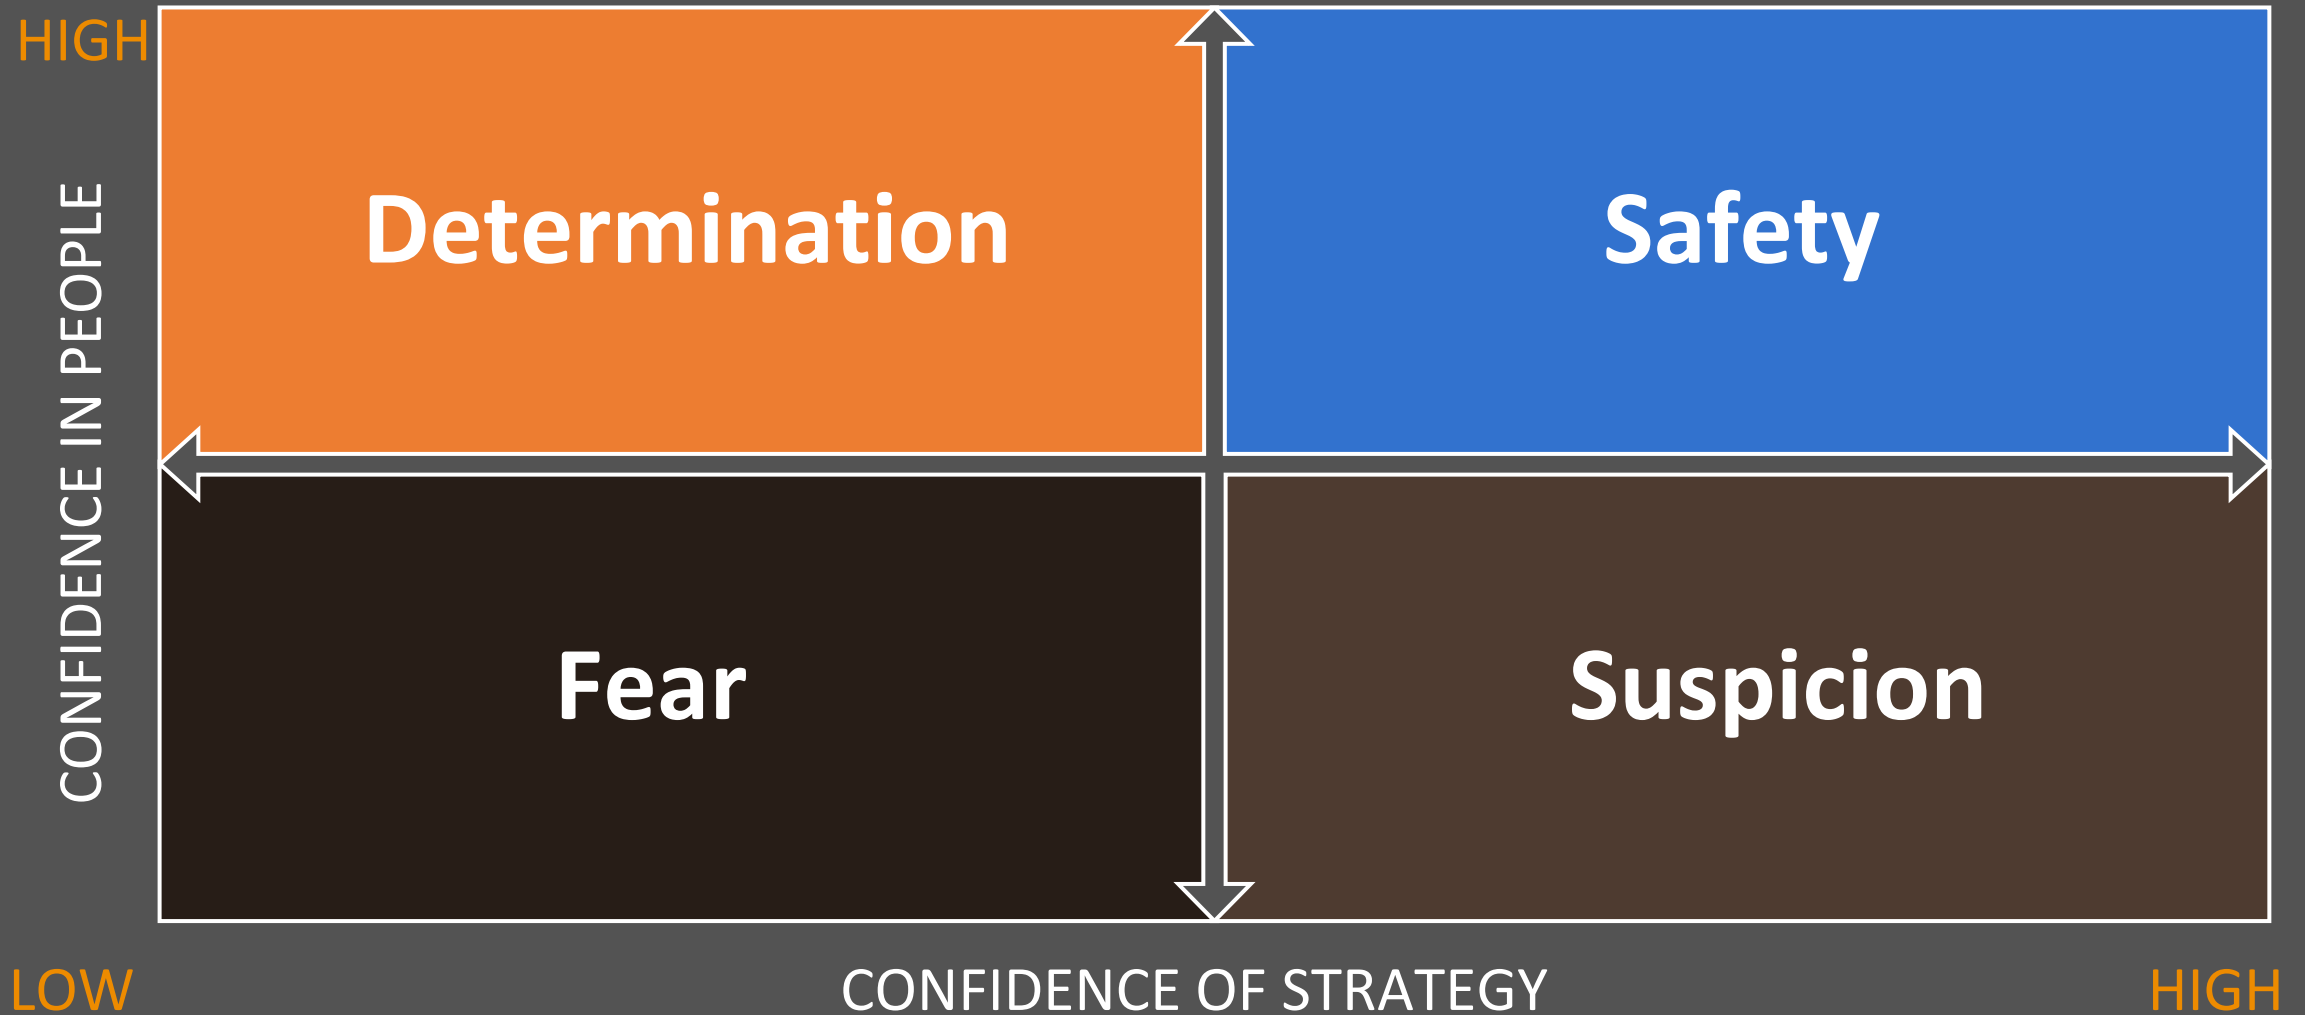 HIGH
Determination
Safety
CONFIDENCE IN PEOPLE
Fear
Suspicion
LOW
CONFIDENCE OF STRATEGY
HIGH